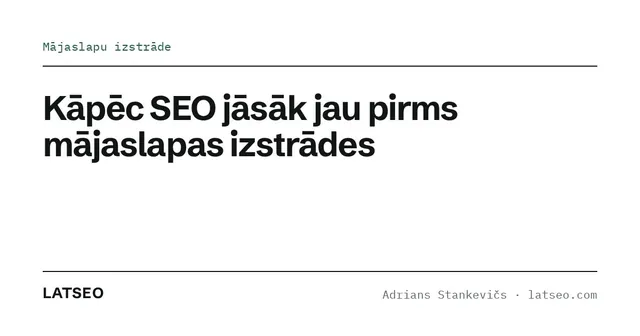 Mājaslapu izstrāde
Kāpēc SEO jāsāk jau pirms
mājaslapas izstrādes
LATSEO
Adrians Stankevičs · latseo.com